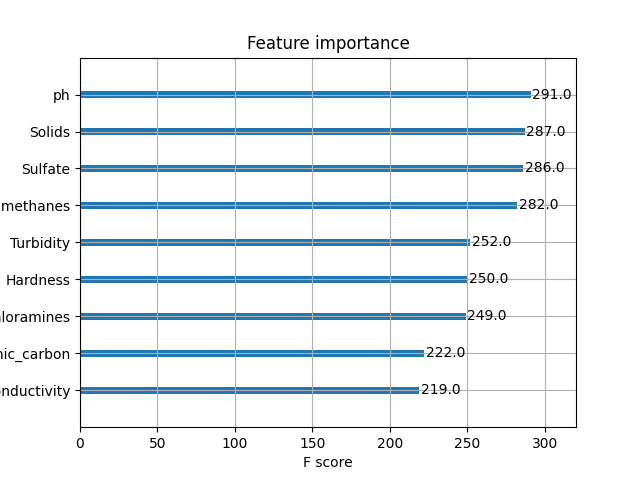 Feature importance
ph 291.0
Solids 287.0
Sulfate 286.0
methanes 282.0
Turbidity 252.0
Hardness 250.0
loramines 249.0
nic_carbon 222.0
onductivity 219.0
0 50 100 150 200 250 300
F score